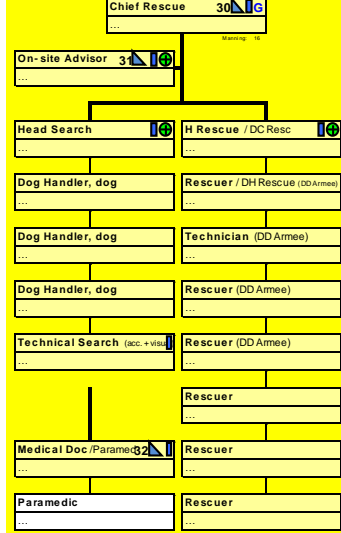 Chief Rescue 30 G
...
Manning: 16
On-site Advisor 31
...
Head Search
...
H Rescue / DC Resc
...
Dog Handler, dog
...
Rescuer / DH Rescue (DD Armee)
...
Dog Handler, dog
...
Technician (DD Armee)
...
Dog Handler, dog
...
Rescuer (DD Armee)
...
Technical Search (acc. + visu
...
Rescuer (DD Armee)
...
Rescuer
...
Medical Doc /Paramed 32
...
Rescuer
...
Paramedic
...
Rescuer
...